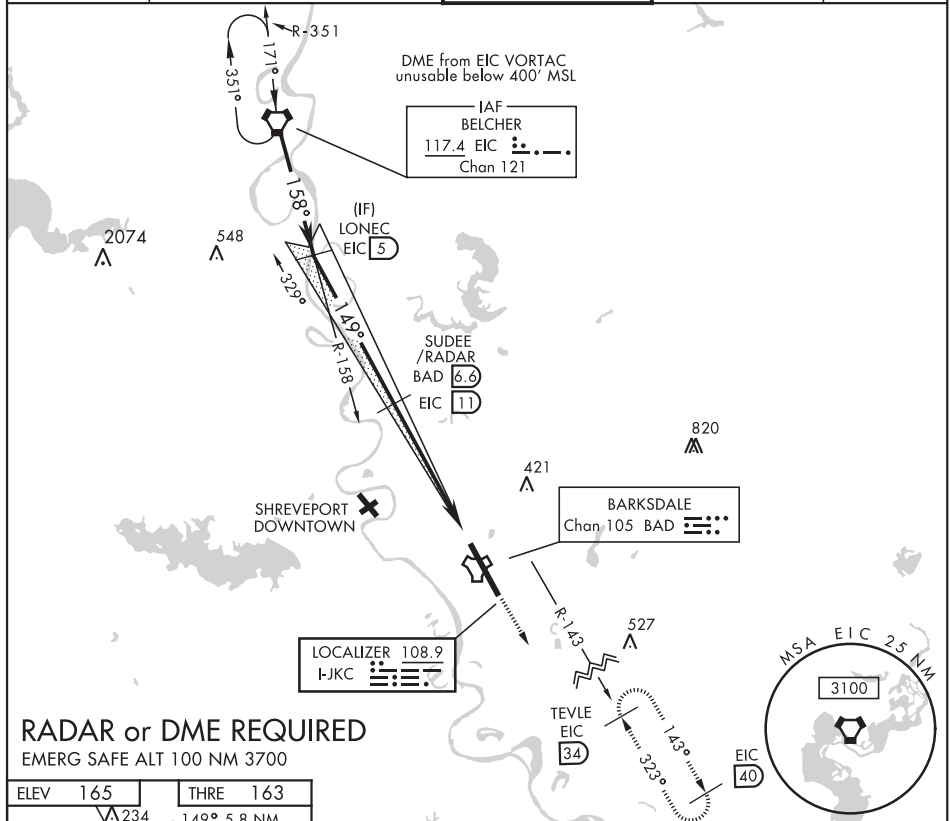 R-351
171°
351°
DME from EIC VORTAC
unusable below 400' MSL
IAF
BELCHER
117.4 EIC
Chan 121
158°
(IF)
LONEC
EIC 5
2074
548
329°
149°
R-158
SUDEE
/RADAR
BAD 6.6
EIC 11
820
421
SHREVEPORT
DOWNTOWN
BARKSDALE
Chan 105 BAD
R-143
527
LOCALIZER 108.9
I-JKC
MSA EIC 25 NM
3100
TEVLE
EIC
34
143°
323°
EIC
40
RADAR or DME REQUIRED
EMERG SAFE ALT 100 NM 3700
ELEV 165
THRE 163
234
149° 5.8 NM